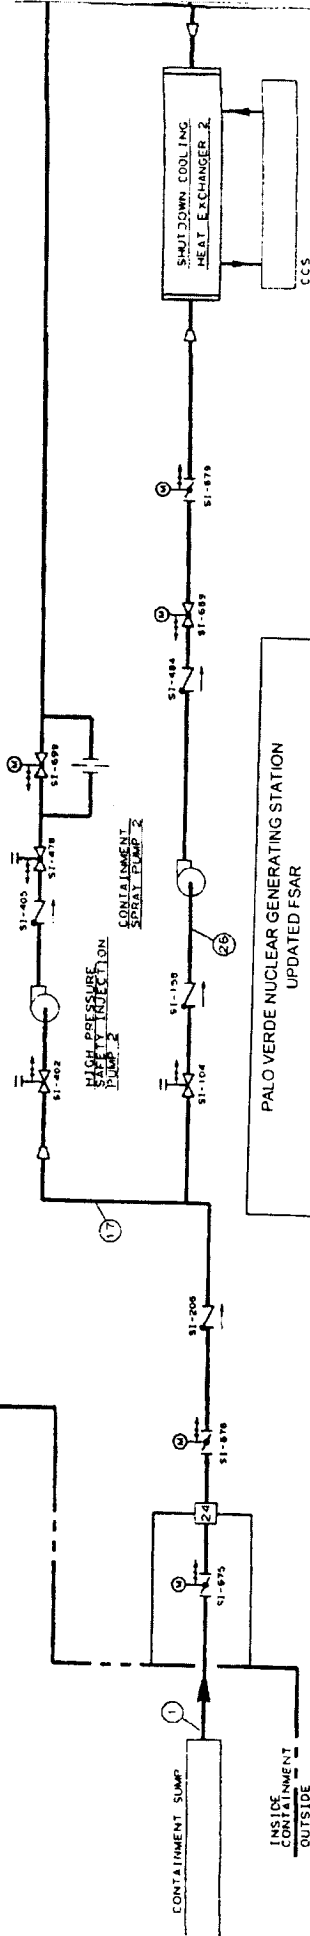 SHUTDOWN COOLING
HEAT EXCHANGER 2
CCS
M
SI-679
M
SI-689
SI-484
M
SI-698
SI-478
SI-405
CONTAINMENT
SPRAY PUMP 2
26
HIGH PRESSURE
SAFETY INJECTION
PUMP 2
SI-402
SI-158
SI-104
PALO VERDE NUCLEAR GENERATING STATION
UPDATED FSAR
17
SI-206
M
SI-676
24
M
SI-675
1
CONTAINMENT SUMP
INSIDE
CONTAINMENT
OUTSIDE